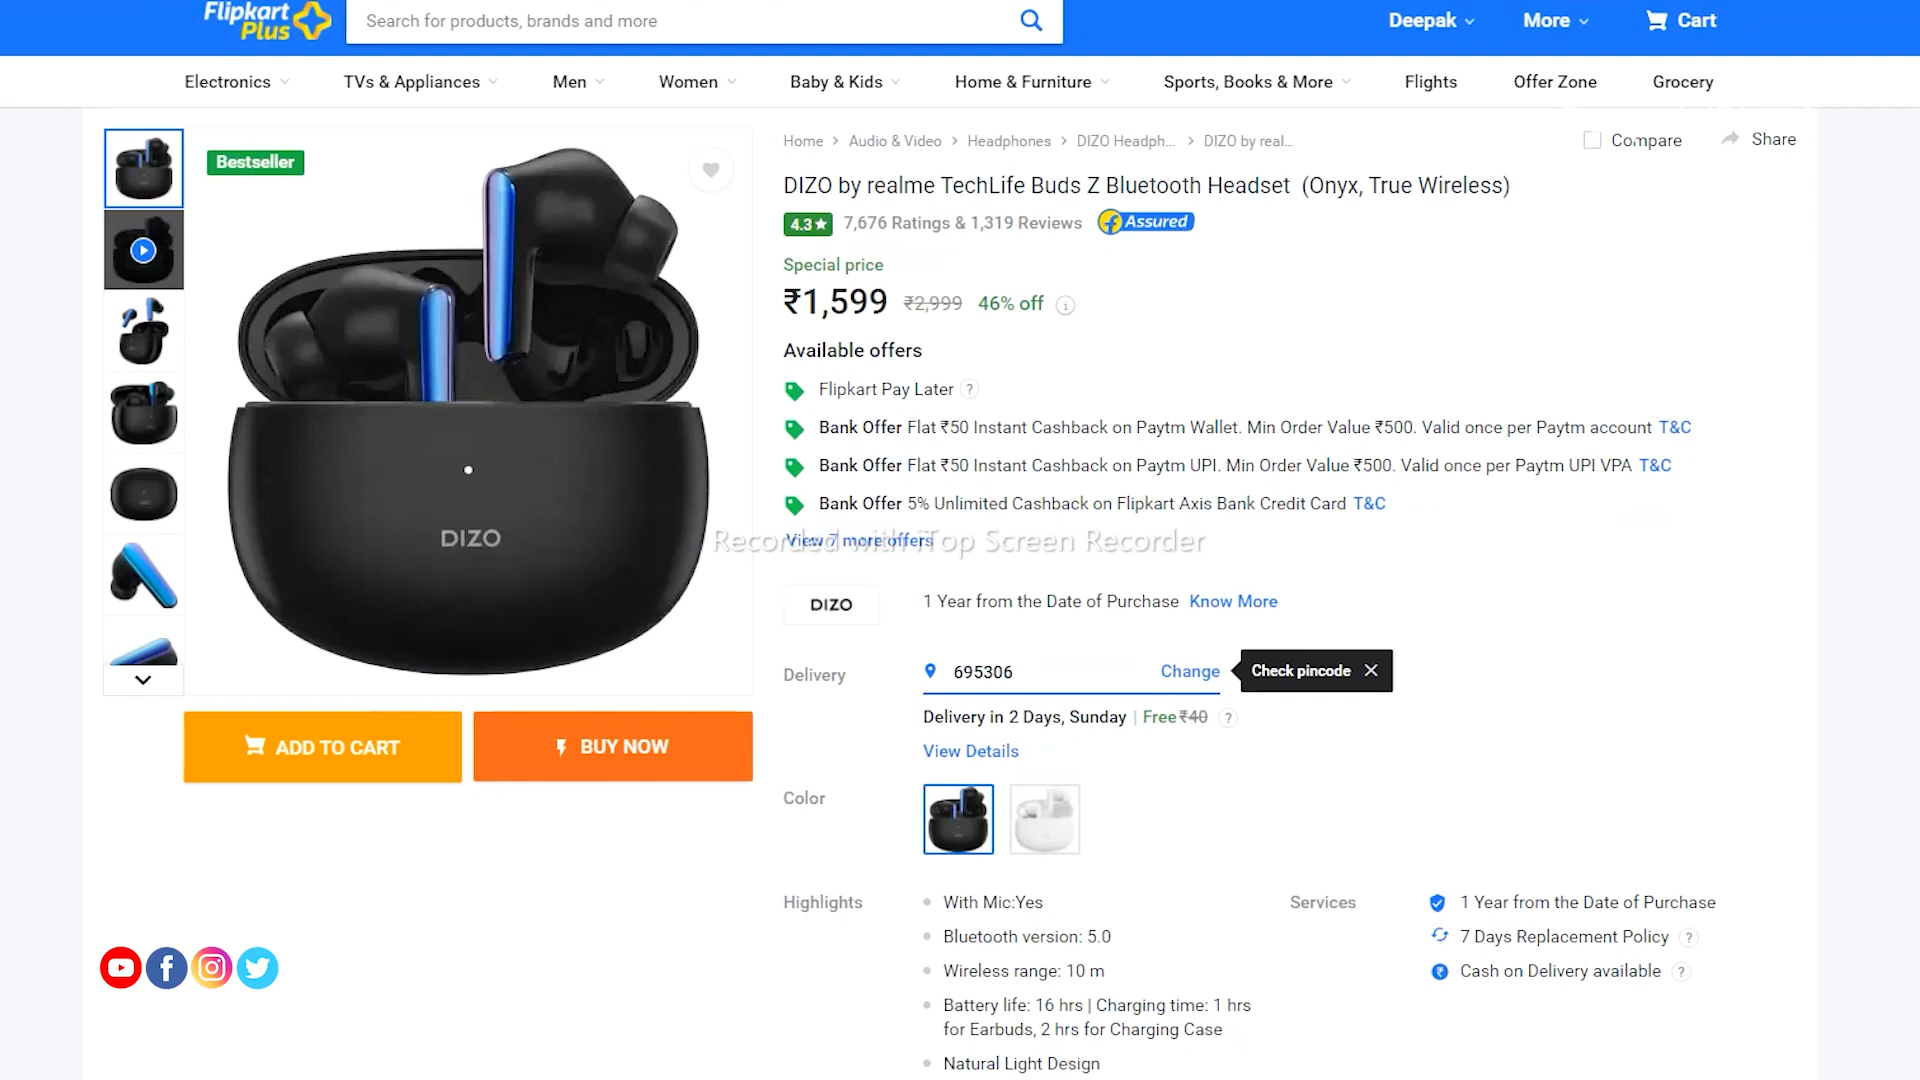 Flipkart
Plus
Search for products, brands and more
Deepak
More
Cart
Electronics
TVs & Appliances
Men
Women
Baby & Kids
Home & Furniture
Sports, Books & More
Flights
Offer Zone
Grocery
Bestseller
DIZO
Home > Audio & Video > Headphones > DIZO Headph... > DIZO by real...
Compare
Share
DIZO by realme TechLife Buds Z Bluetooth Headset (Onyx, True Wireless)
4.3★ 7,676 Ratings & 1,319 Reviews
Assured
Special price
₹1,599 ₹2,999 46% off
Available offers
Flipkart Pay Later ?
Bank Offer Flat ₹50 Instant Cashback on Paytm Wallet. Min Order Value ₹500. Valid once per Paytm account T&C
Bank Offer Flat ₹50 Instant Cashback on Paytm UPI. Min Order Value ₹500. Valid once per Paytm UPI VPA T&C
Bank Offer 5% Unlimited Cashback on Flipkart Axis Bank Credit Card T&C
View 7 more offers
Recorded with iTop Screen Recorder
DIZO
1 Year from the Date of Purchase Know More
Delivery
695306
Change
Check pincode
Delivery in 2 Days, Sunday | Free ₹40 ?
View Details
ADD TO CART
BUY NOW
Color
Highlights
With Mic:Yes
Bluetooth version: 5.0
Wireless range: 10 m
Battery life: 16 hrs | Charging time: 1 hrs
for Earbuds, 2 hrs for Charging Case
Natural Light Design
Services
1 Year from the Date of Purchase
7 Days Replacement Policy ?
Cash on Delivery available ?